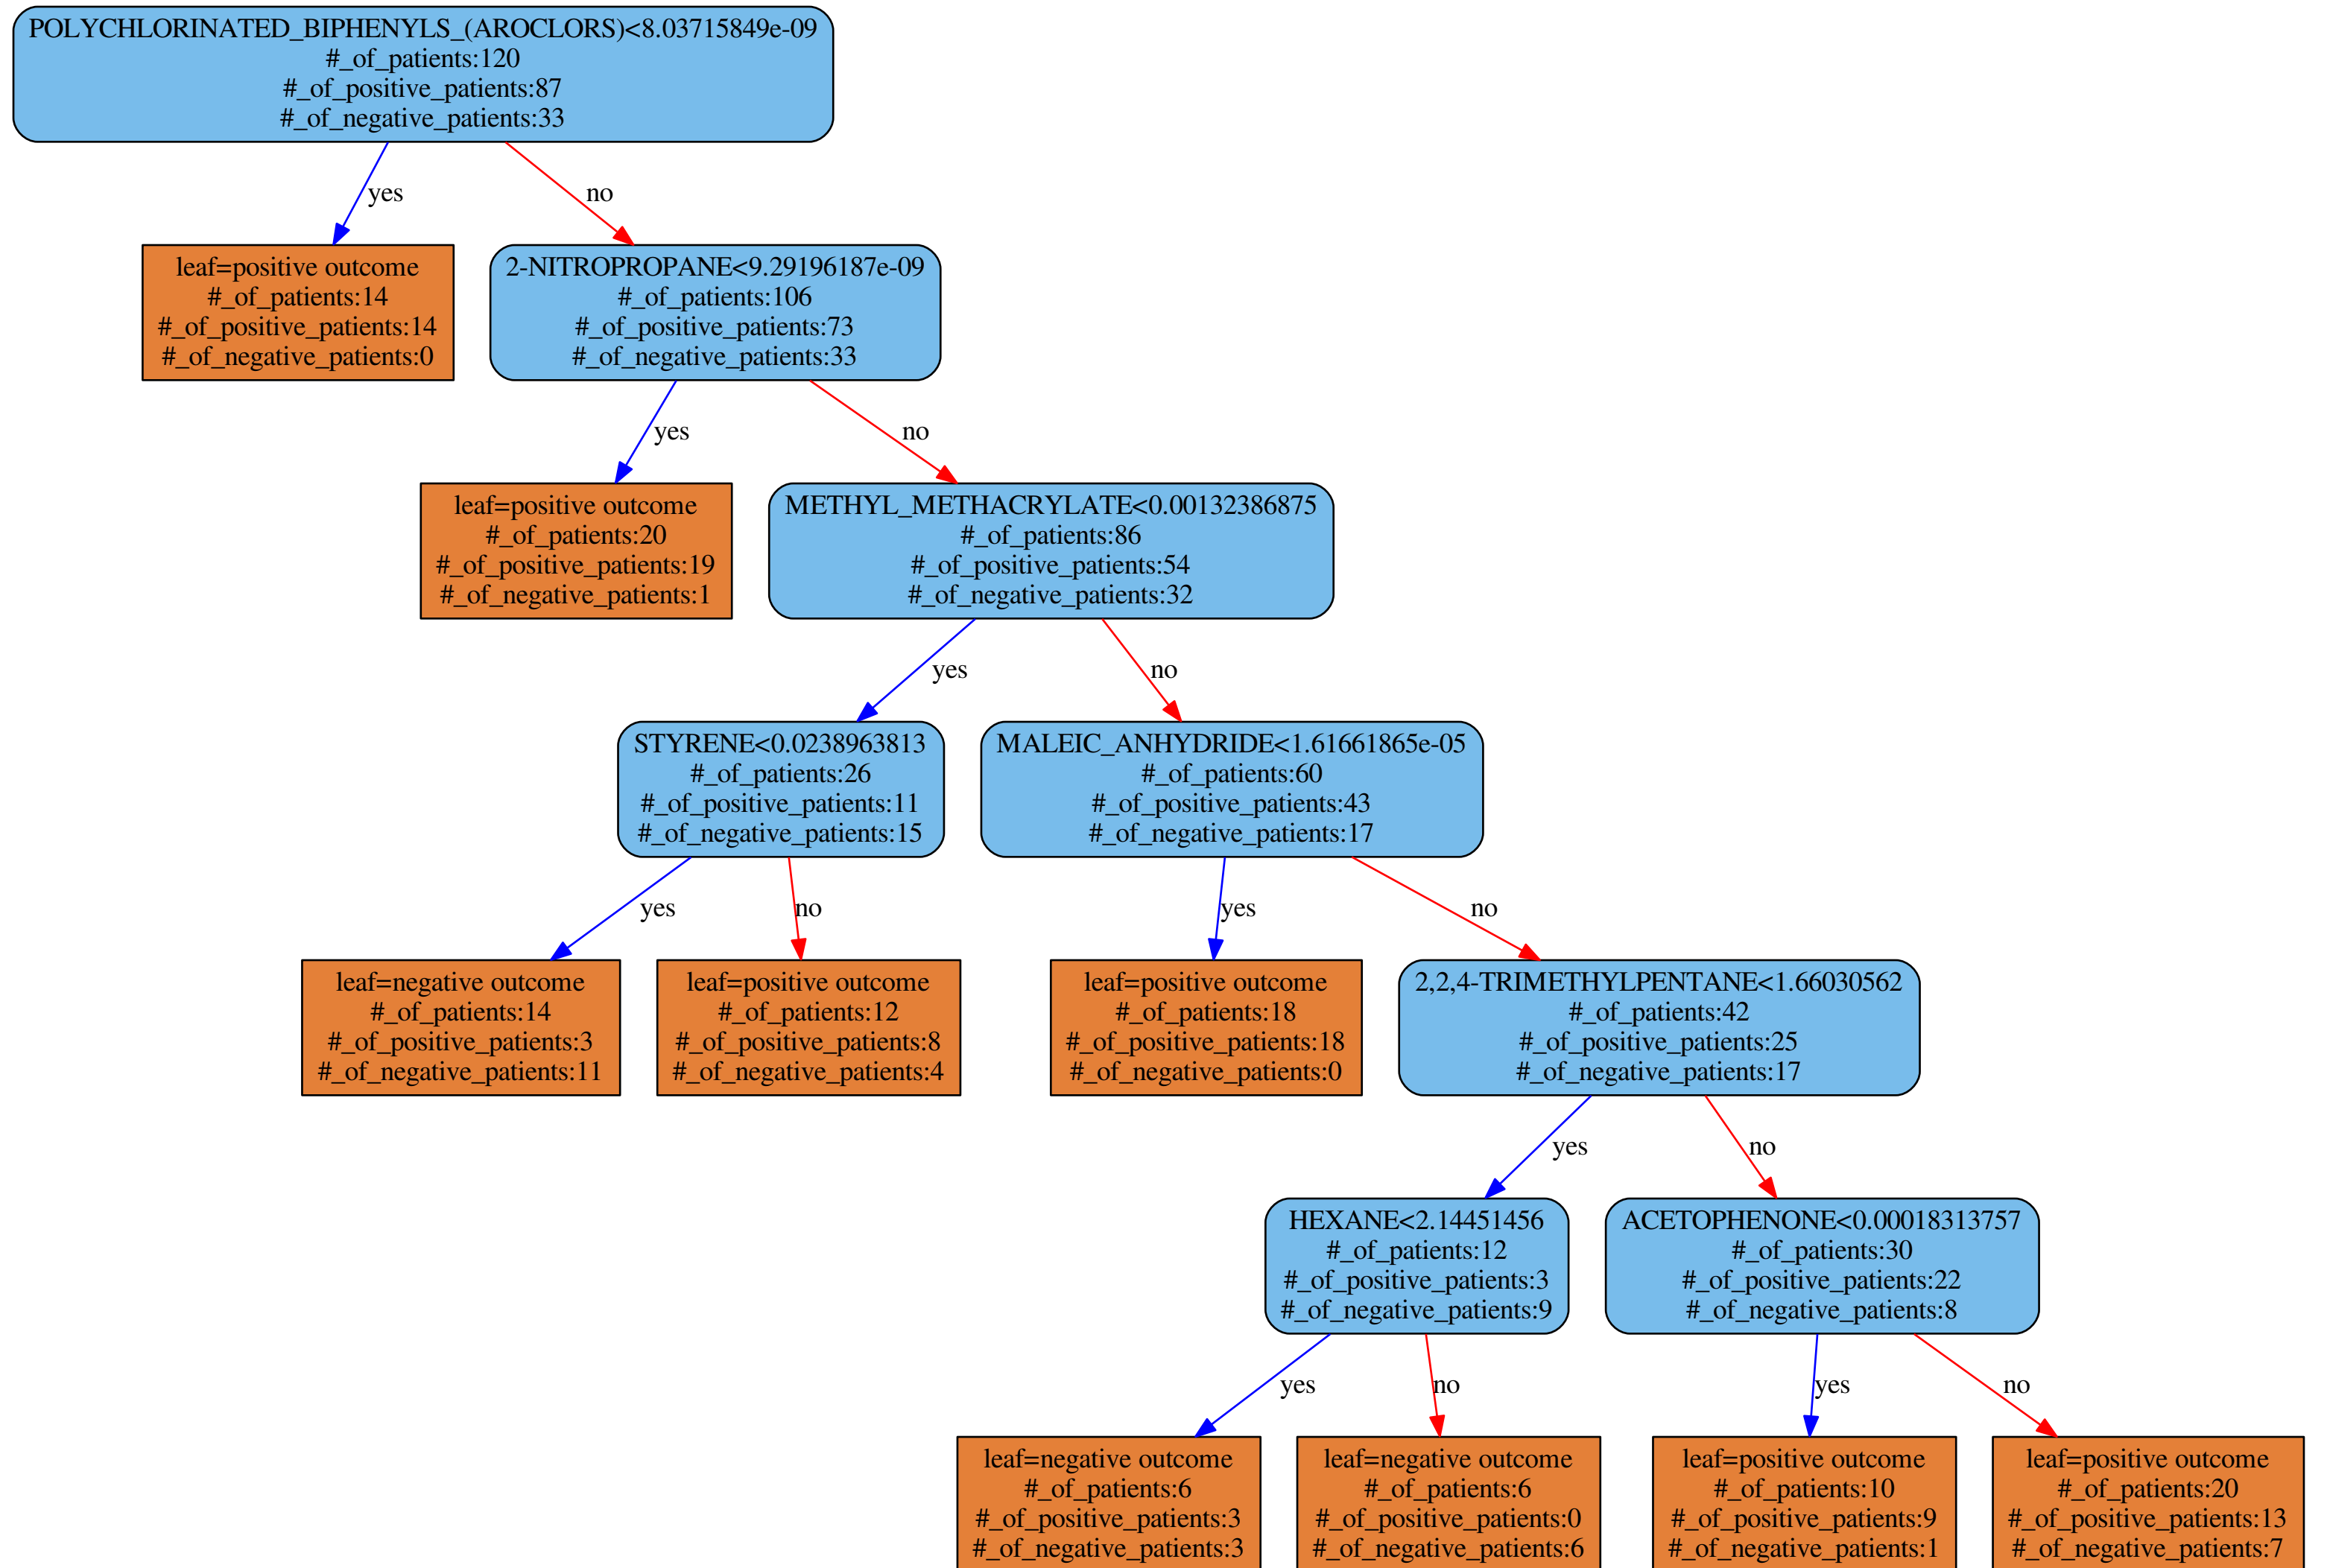 POLYCHLORINATED_BIPHENYLS_(AROCLORS)<8.03715849e-09
#_of_patients:120
#_of_positive_patients:87
#_of_negative_patients:33
yes
no
leaf=positive outcome
#_of_patients:14
#_of_positive_patients:14
#_of_negative_patients:0
2-NITROPROPANE<9.29196187e-09
#_of_patients:106
#_of_positive_patients:73
#_of_negative_patients:33
yes
no
leaf=positive outcome
#_of_patients:20
#_of_positive_patients:19
#_of_negative_patients:1
METHYL_METHACRYLATE<0.00132386875
#_of_patients:86
#_of_positive_patients:54
#_of_negative_patients:32
yes
no
STYRENE<0.0238963813
#_of_patients:26
#_of_positive_patients:11
#_of_negative_patients:15
MALEIC_ANHYDRIDE<1.61661865e-05
#_of_patients:60
#_of_positive_patients:43
#_of_negative_patients:17
yes
no
yes
no
leaf=negative outcome
#_of_patients:14
#_of_positive_patients:3
#_of_negative_patients:11
leaf=positive outcome
#_of_patients:12
#_of_positive_patients:8
#_of_negative_patients:4
leaf=positive outcome
#_of_patients:18
#_of_positive_patients:18
#_of_negative_patients:0
2,2,4-TRIMETHYLPENTANE<1.66030562
#_of_patients:42
#_of_positive_patients:25
#_of_negative_patients:17
yes
no
HEXANE<2.14451456
#_of_patients:12
#_of_positive_patients:3
#_of_negative_patients:9
ACETOPHENONE<0.00018313757
#_of_patients:30
#_of_positive_patients:22
#_of_negative_patients:8
yes
no
yes
no
leaf=negative outcome
#_of_patients:6
#_of_positive_patients:3
#_of_negative_patients:3
leaf=negative outcome
#_of_patients:6
#_of_positive_patients:0
#_of_negative_patients:6
leaf=positive outcome
#_of_patients:10
#_of_positive_patients:9
#_of_negative_patients:1
leaf=positive outcome
#_of_patients:20
#_of_positive_patients:13
#_of_negative_patients:7